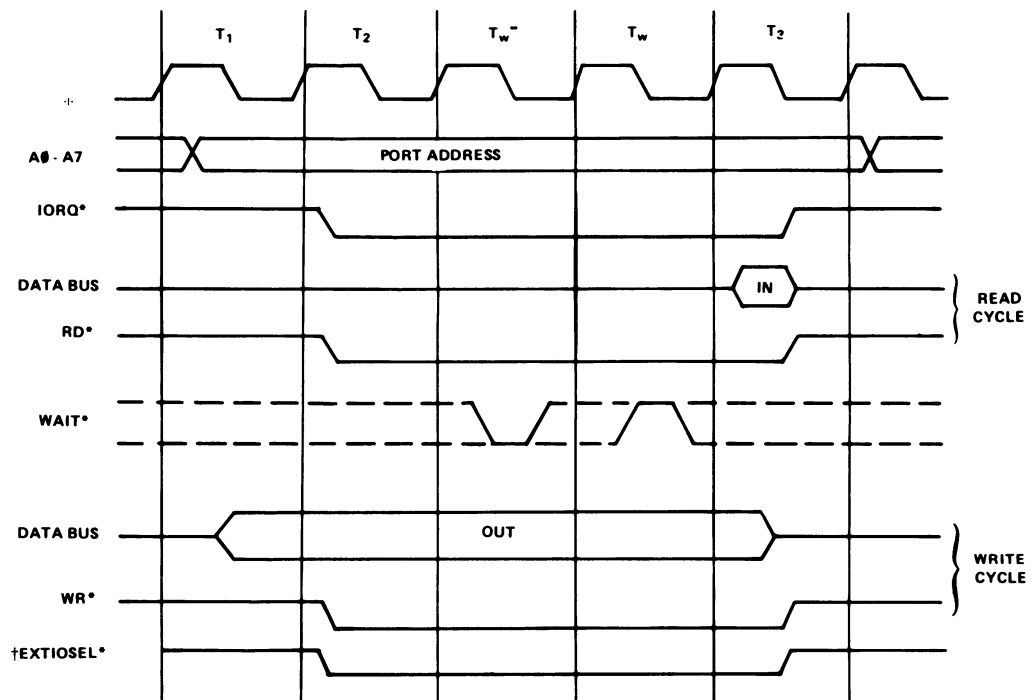 T1 T2 Tw* Tw T3
AØ - A7 PORT ADDRESS
IORQ*
DATA BUS IN
READ CYCLE
RD*
WAIT*
DATA BUS OUT
WRITE CYCLE
WR*
†EXTIOSEL*